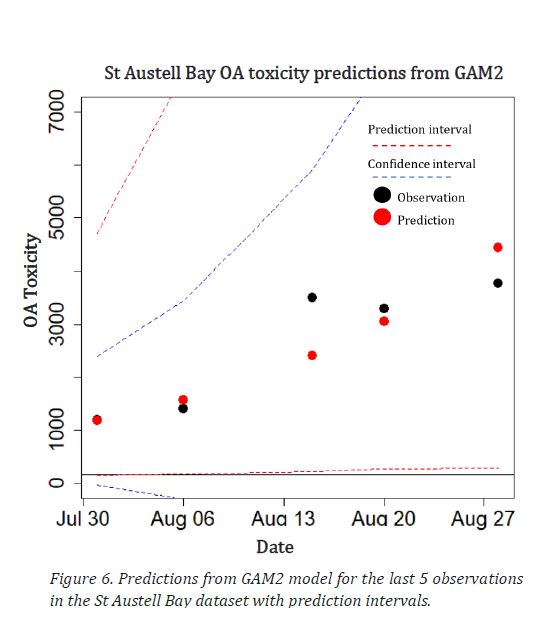 St Austell Bay OA toxicity predictions from GAM2
7000
5000
3000
1000
0
OA Toxicity
Prediction interval
Confidence interval
Observation
Prediction
Jul 30 Aug 06 Aug 13 Aug 20 Aug 27
Date
Figure 6. Predictions from GAM2 model for the last 5 observations
in the St Austell Bay dataset with prediction intervals.